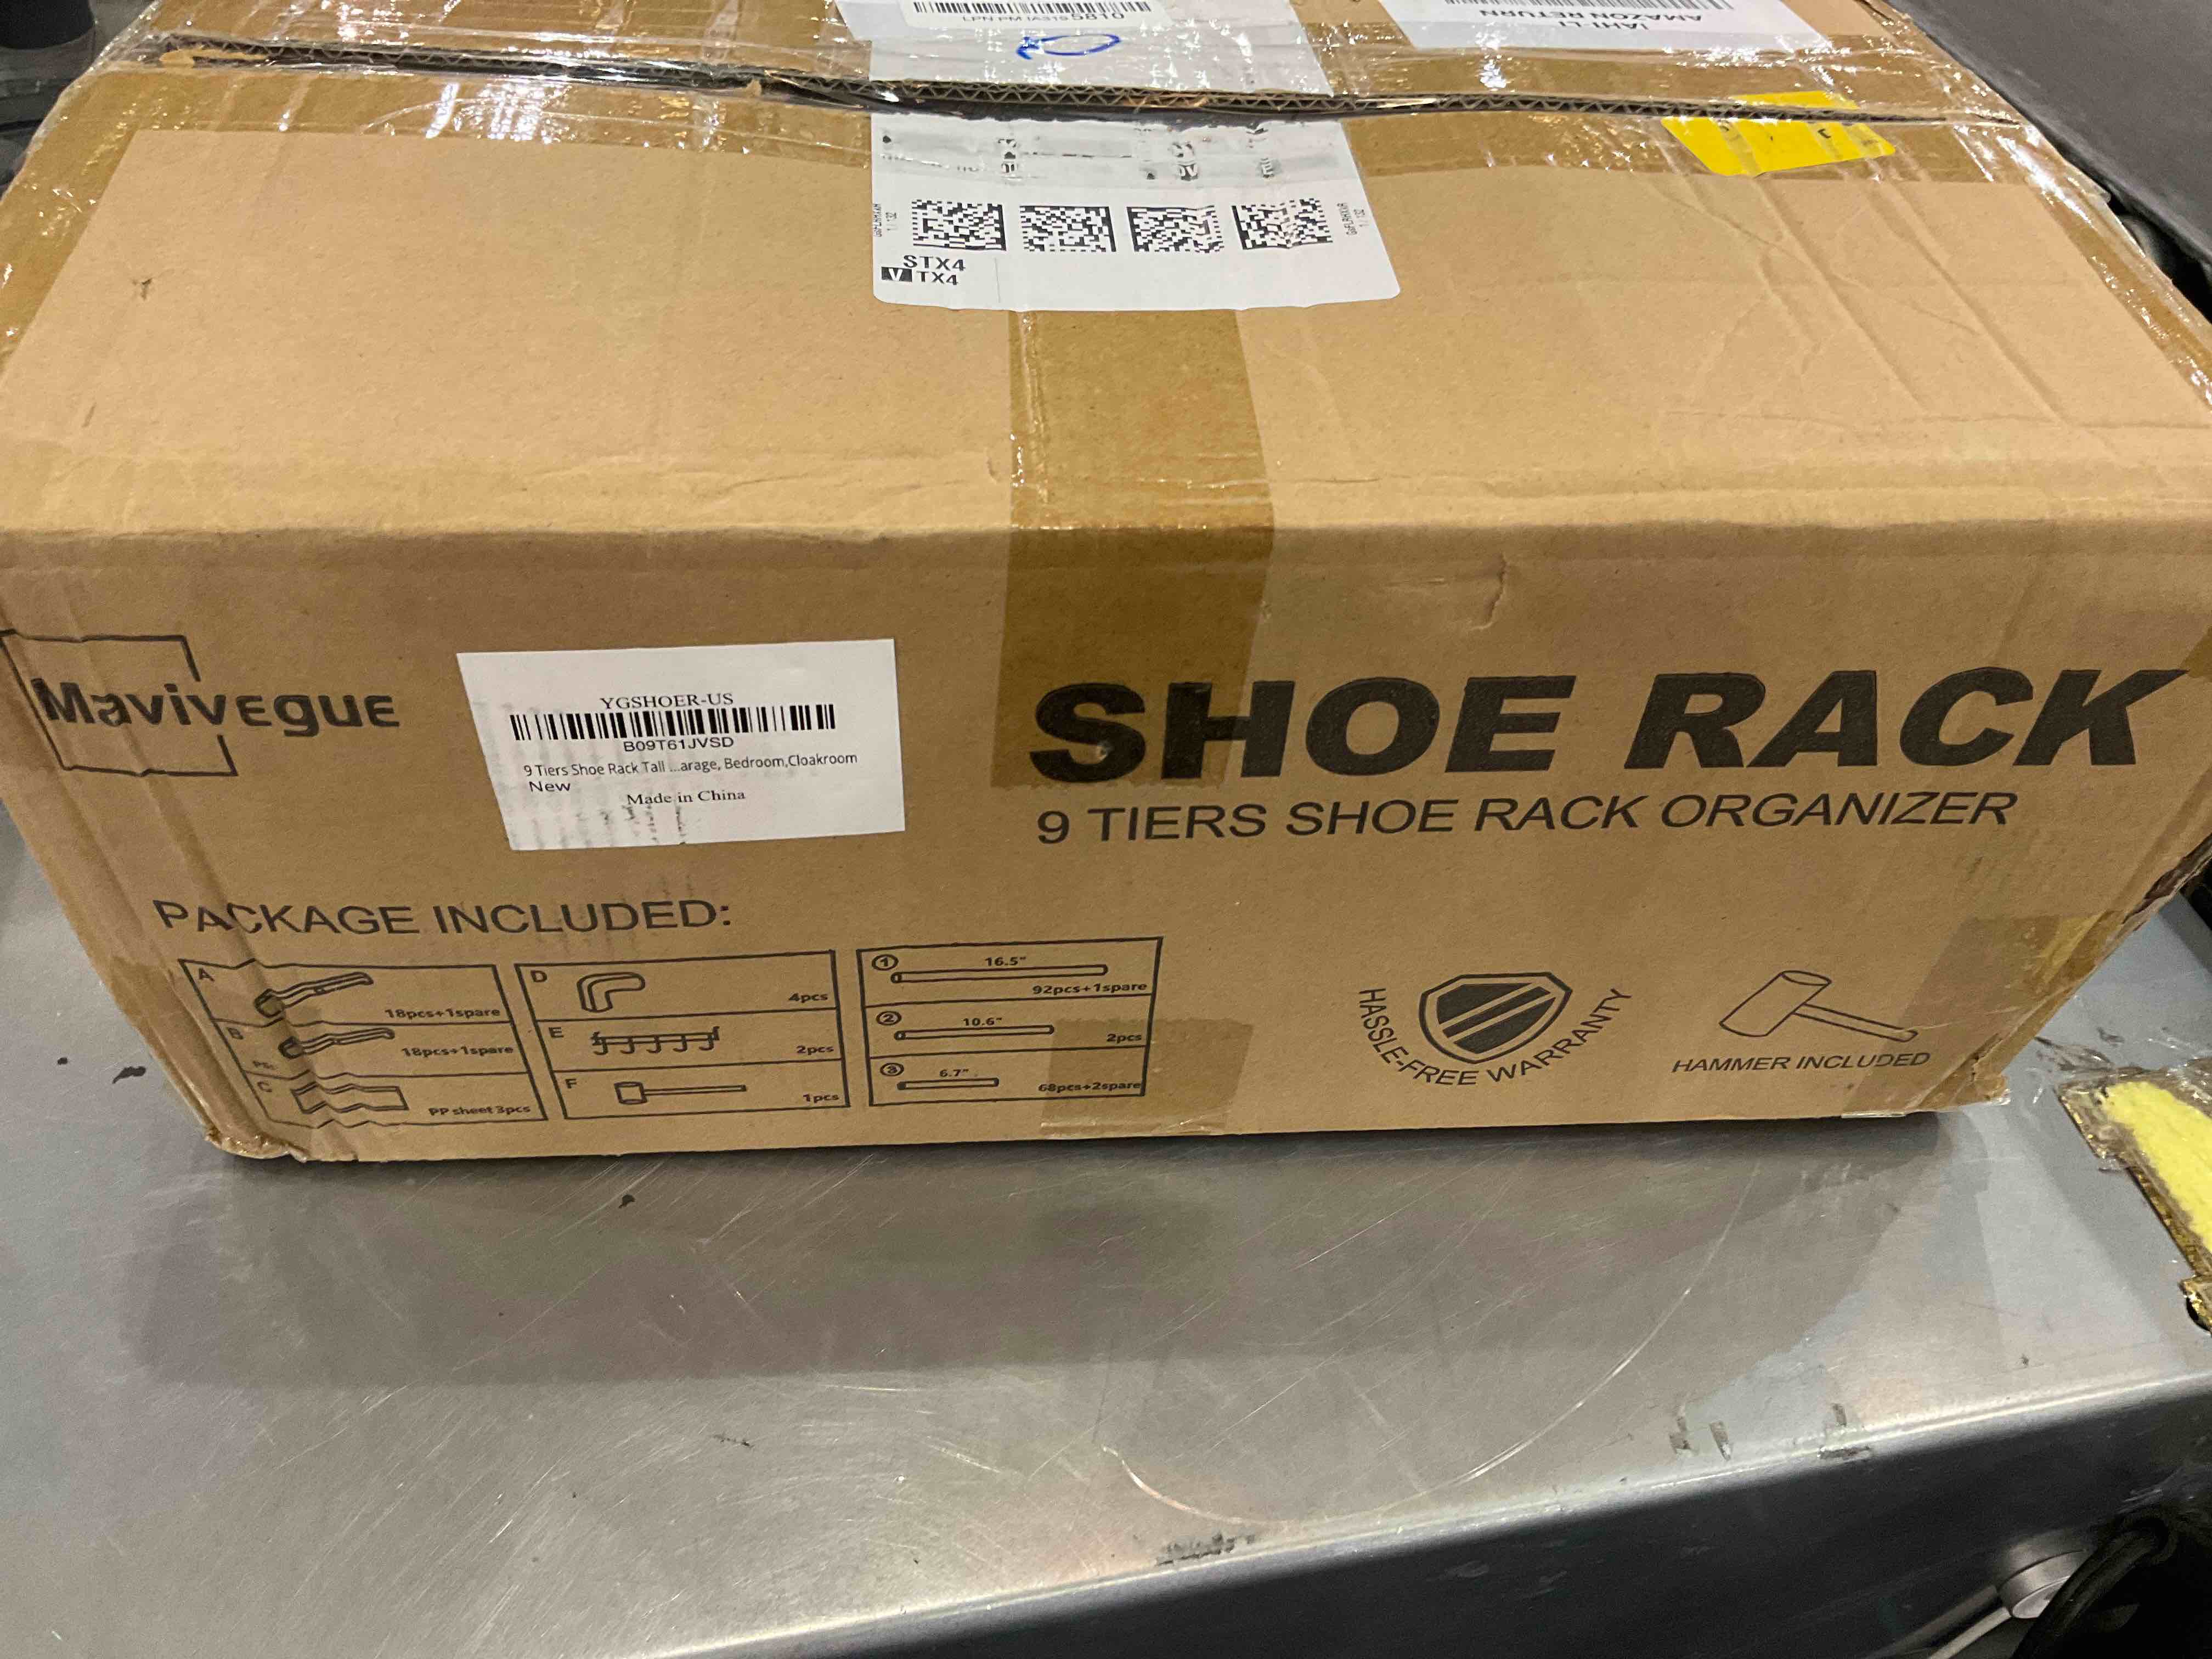 5810
IAHI-LI
AMAZON RETURN
STX4
V TX4
Mavivegue
YGSHOER-US
B09T61JVSD
9 Tiers Shoe Rack Tall ...arage, Bedroom,Cloakroom
New
Made in China
SHOE RACK
9 TIERS SHOE RACK ORGANIZER
PACKAGE INCLUDED:
A
18pcs+1spare
B
18pcs+1spare
C
PP sheet 3pcs
D
4pcs
E
2pcs
F
1pcs
① 16.5"
92pcs+1spare
② 10.6"
2pcs
③ 6.7"
68pcs+2spare
HASSLE-FREE WARRANTY
HAMMER INCLUDED